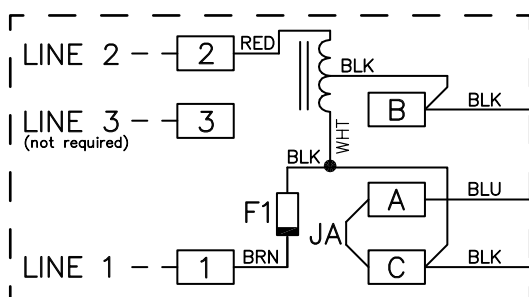 LINE 2
2
RED
BLK
B
BLK
LINE 3
(not required)
3
WHT
BLK
A
BLU
F1
JA
LINE 1
1
BRN
C
BLK